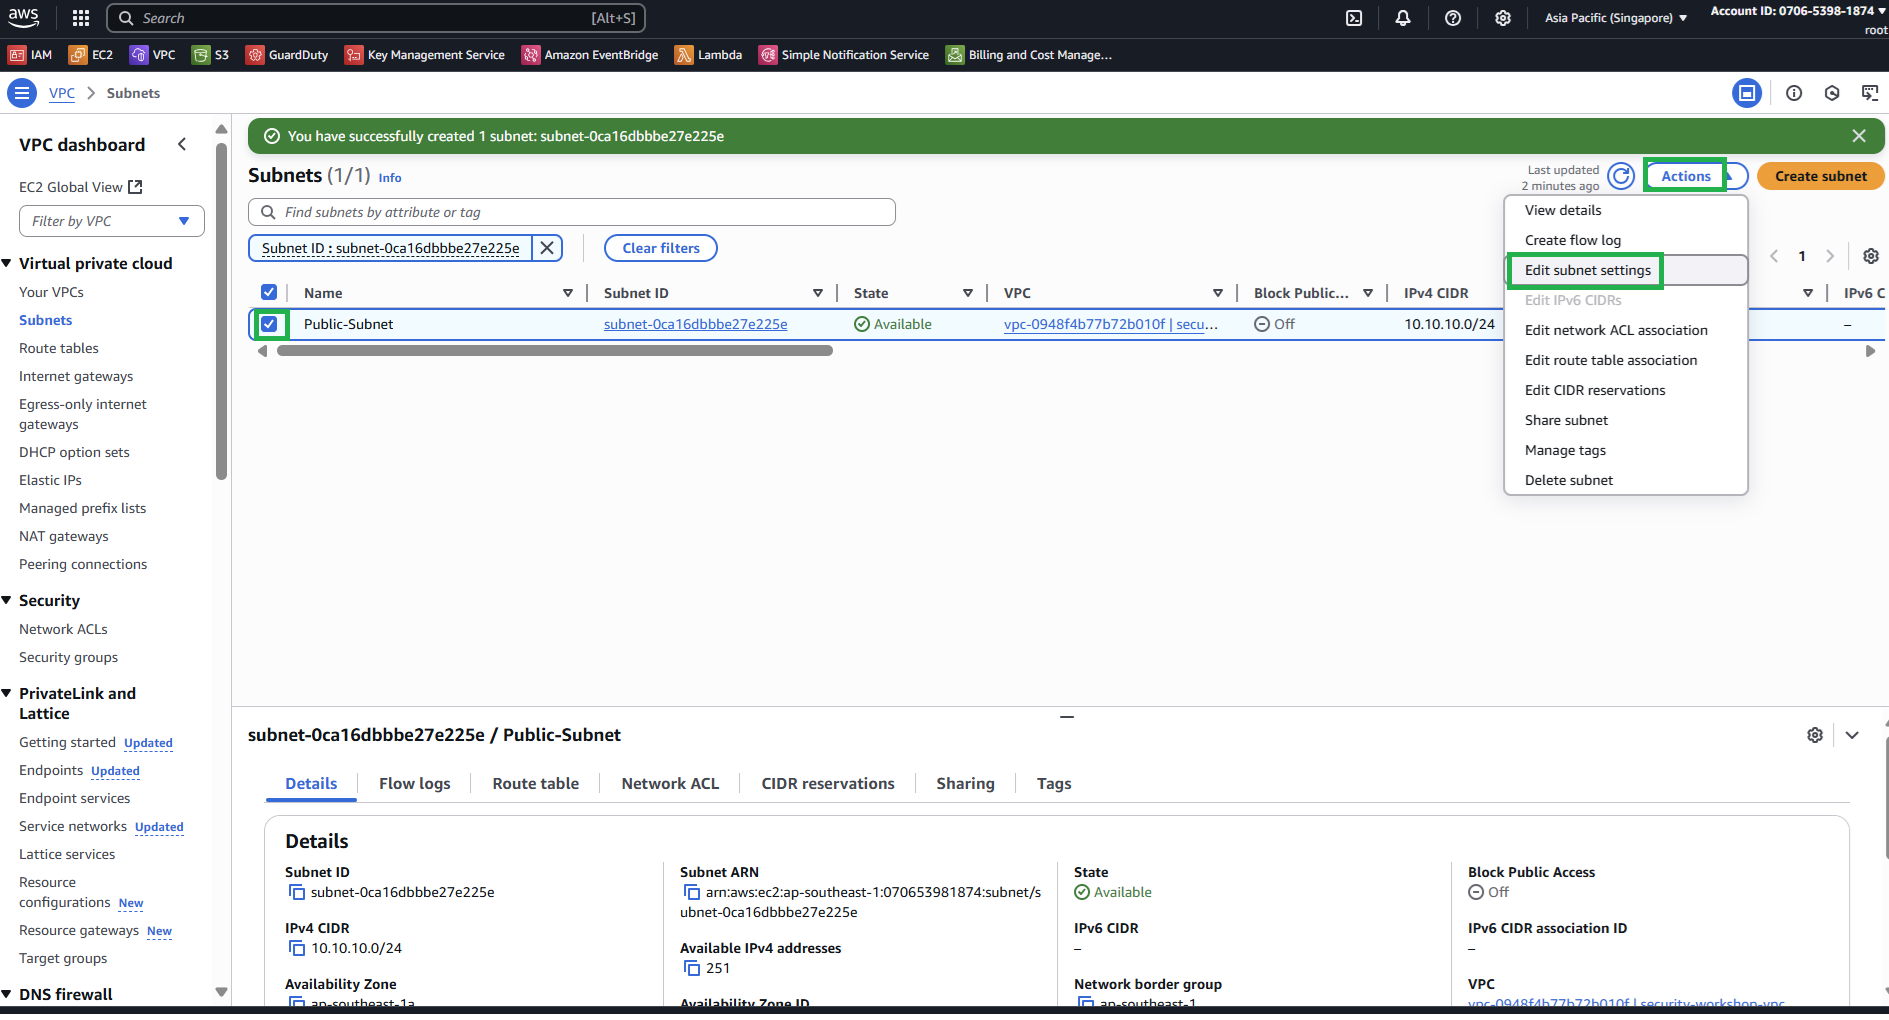 aws
Search [Alt+S]
Asia Pacific (Singapore)
Account ID: 0706-5398-1874
root
IAM EC2 VPC S3 GuardDuty Key Management Service Amazon EventBridge Lambda Simple Notification Service Billing and Cost Manage...
VPC Subnets
VPC dashboard
EC2 Global View
Filter by VPC
Virtual private cloud
Your VPCs
Subnets
Route tables
Internet gateways
Egress-only internet
gateways
DHCP option sets
Elastic IPs
Managed prefix lists
NAT gateways
Peering connections
Security
Network ACLs
Security groups
PrivateLink and
Lattice
Getting started Updated
Endpoints Updated
Endpoint services
Service networks Updated
Lattice services
Resource
configurations New
Resource gateways New
Target groups
DNS firewall
You have successfully created 1 subnet: subnet-0ca16dbbbe27e225e
Subnets (1/1) Info
Last updated
2 minutes ago
Actions
Create subnet
Find subnets by attribute or tag
Subnet ID : subnet-0ca16dbbbe27e225e
Clear filters
1
View details
Create flow log
Edit subnet settings
Edit IPv6 CIDRs
Edit network ACL association
Edit route table association
Edit CIDR reservations
Share subnet
Manage tags
Delete subnet
Name Subnet ID State VPC Block Public... IPv4 CIDR IPv6 C
Public-Subnet subnet-0ca16dbbbe27e225e Available vpc-0948f4b77b72b010f | secu... Off 10.10.10.0/24 –
subnet-0ca16dbbbe27e225e / Public-Subnet
Details Flow logs Route table Network ACL CIDR reservations Sharing Tags
Details
Subnet ID
subnet-0ca16dbbbe27e225e
IPv4 CIDR
10.10.10.0/24
Availability Zone
ap-southeast-1a
Subnet ARN
arn:aws:ec2:ap-southeast-1:070653981874:subnet/s
ubnet-0ca16dbbbe27e225e
Available IPv4 addresses
251
Availability Zone ID
State
Available
IPv6 CIDR
–
Network border group
ap-southeast-1
Block Public Access
Off
IPv6 CIDR association ID
–
VPC
vpc-0948f4b77b72b010f | security-workshop-vpc